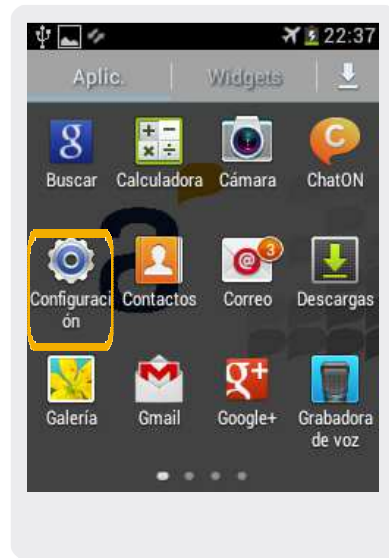 22:37
Aplic.
Widgets
Buscar
Calculadora
Cámara
ChatON
Configuraci
ón
Contactos
3
Correo
Descargas
Galería
Gmail
Google+
Grabadora
de voz